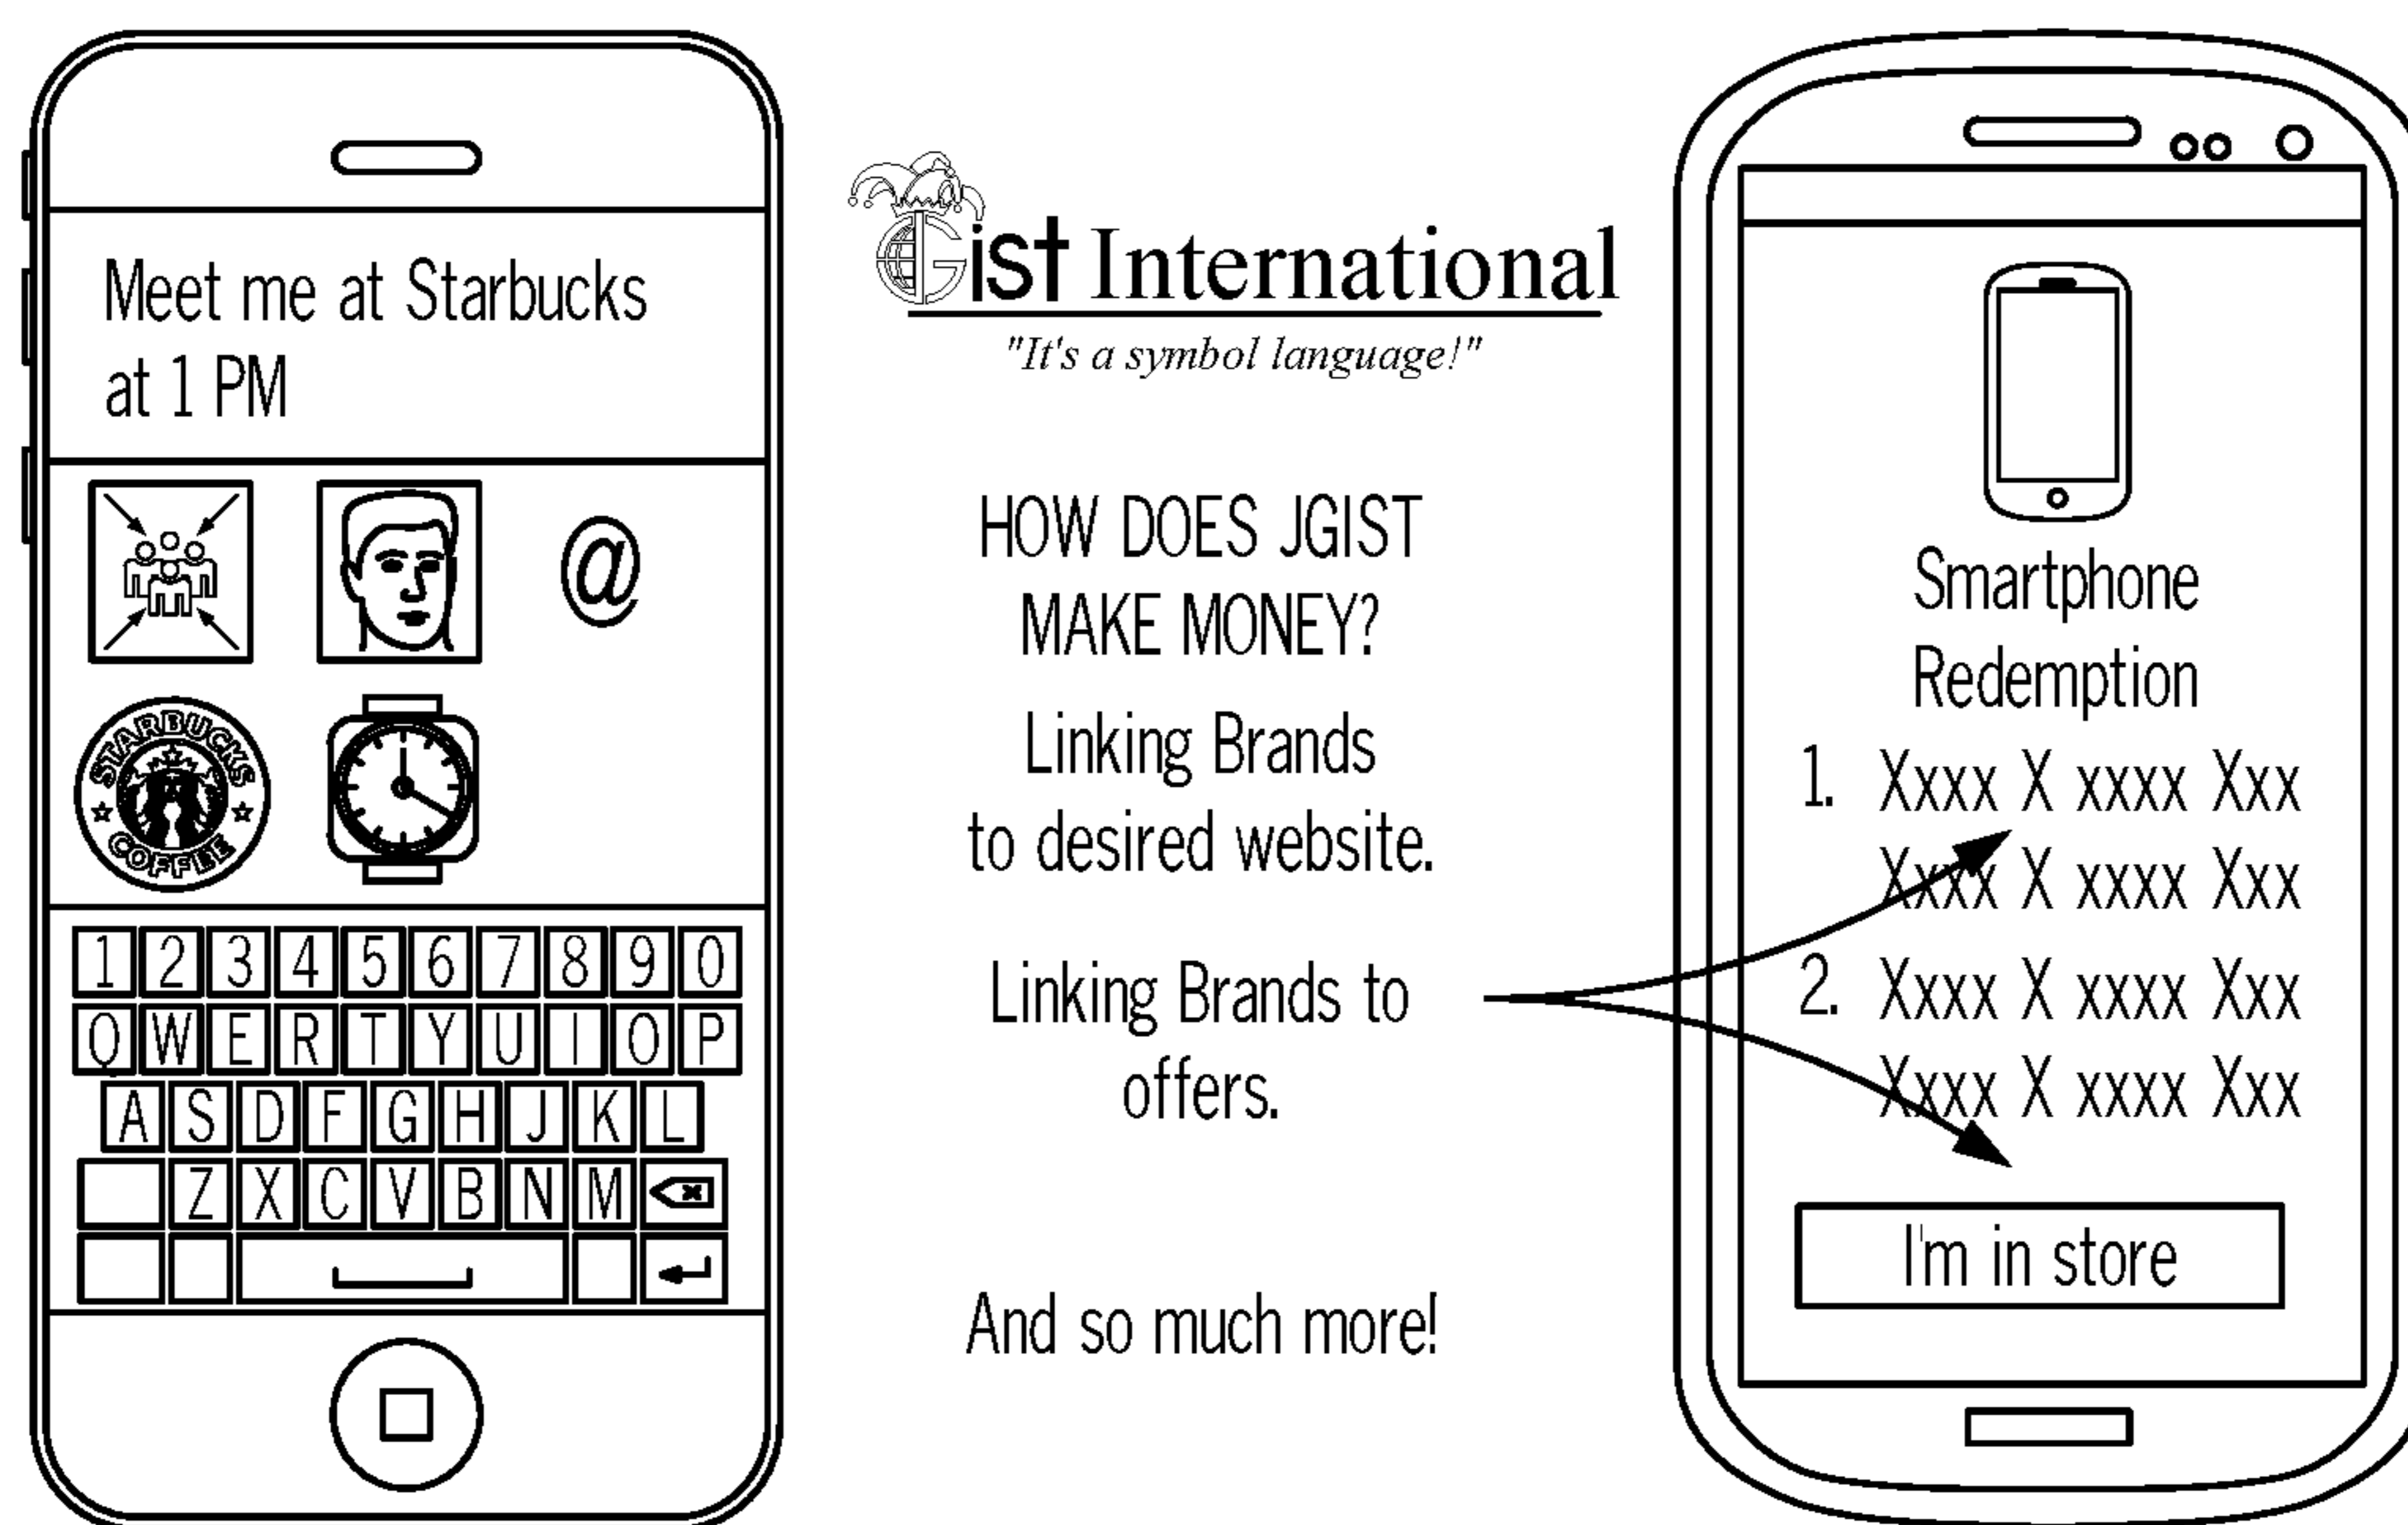 Meet me at Starbucks
at 1 PM
@
STARBUCKS
COFFEE
1 2 3 4 5 6 7 8 9 0
Q W E R T Y U I O P
A S D F G H J K L
Z X C V B N M
Gist International
"It's a symbol language!"
HOW DOES JGIST
MAKE MONEY?
Linking Brands
to desired website.
Linking Brands to
offers.
And so much more!
Smartphone
Redemption
1. Xxxx X xxxx Xxx
Xxxx X xxxx Xxx
2. Xxxx X xxxx Xxx
Xxxx X xxxx Xxx
I'm in store